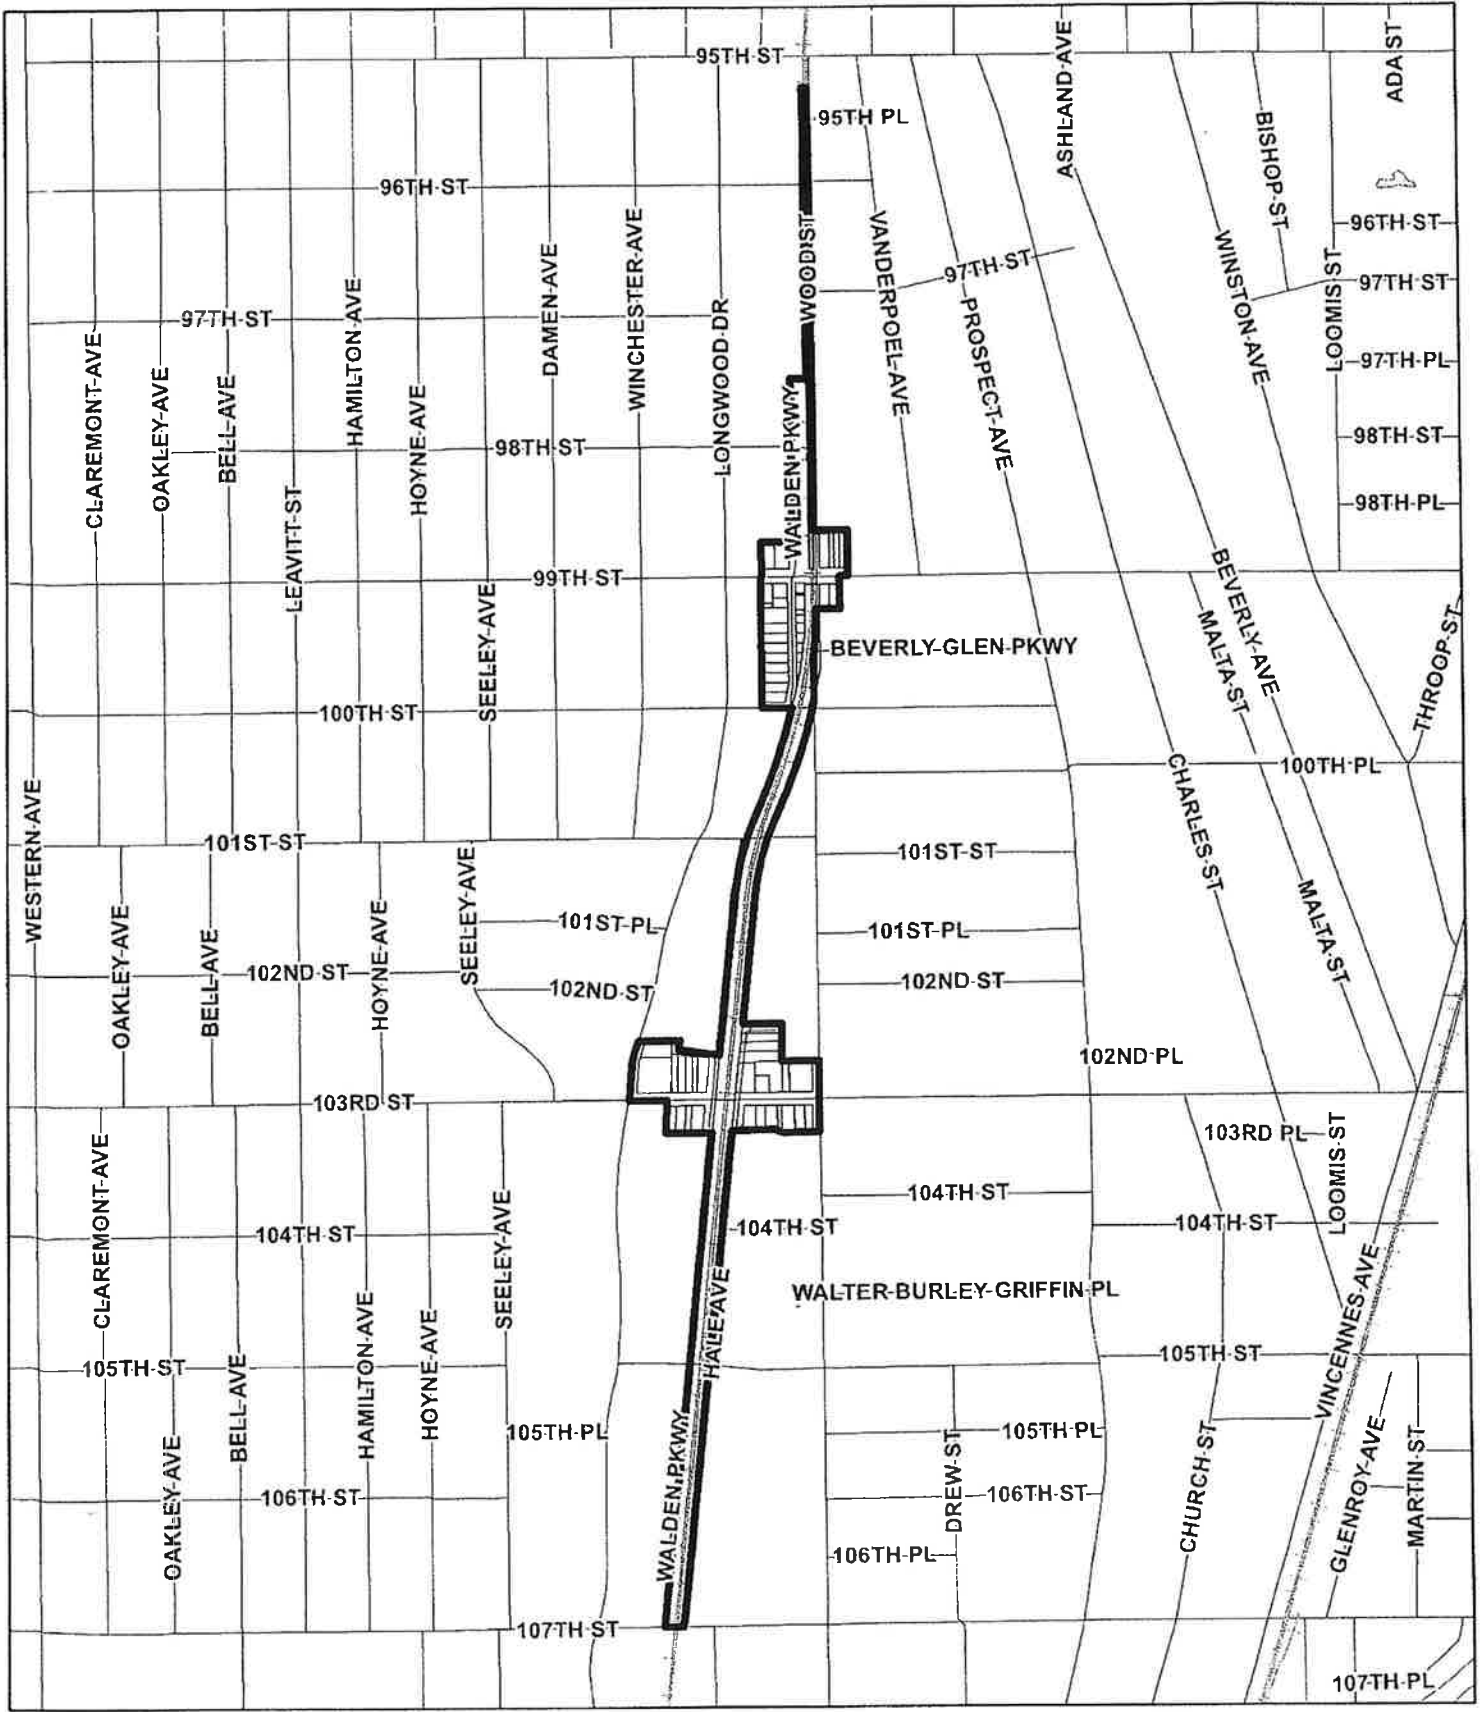 95TH ST
ASHLAND AVE
ADA ST
95TH PL
BISHOP ST
96TH ST
VANDERPOEL AVE
WOOD ST
WINCHESTER AVE
DAMEN AVE
96TH ST
97TH ST
WINSTON AVE
LOOMIS ST
97TH ST
97TH ST
HAMILTON AVE
LONGWOOD DR
PROSPECT AVE
97TH PL
CLAREMONT AVE
OAKLEY AVE
BELL AVE
HOYNE AVE
WALDEN PKWY
98TH ST
98TH ST
98TH PL
LEAVITT ST
99TH ST
SEELEY AVE
BEVERLY AVE
MALTA ST
THROOP ST
BEVERLY GLEN PKWY
100TH ST
100TH PL
CHARLES ST
WESTERN AVE
101ST ST
101ST ST
SEELEY AVE
OAKLEY AVE
BELL AVE
HOYNE AVE
101ST PL
101ST PL
MALTA ST
102ND ST
102ND ST
102ND ST
102ND PL
103RD ST
103RD PL
LOOMIS ST
CLAREMONT AVE
SEELEY AVE
104TH ST
104TH ST
104TH ST
104TH ST
WALTER BURLEY GRIFFIN PL
HALE AVE
VINCENNES AVE
HAMILTON AVE
HOYNE AVE
105TH ST
105TH ST
BELL AVE
OAKLEY AVE
105TH PL
105TH PL
WALDEN PKWY
DREW ST
CHURCH ST
GLENROY AVE
MARTIN ST
106TH ST
106TH ST
106TH PL
107TH ST
107TH PL